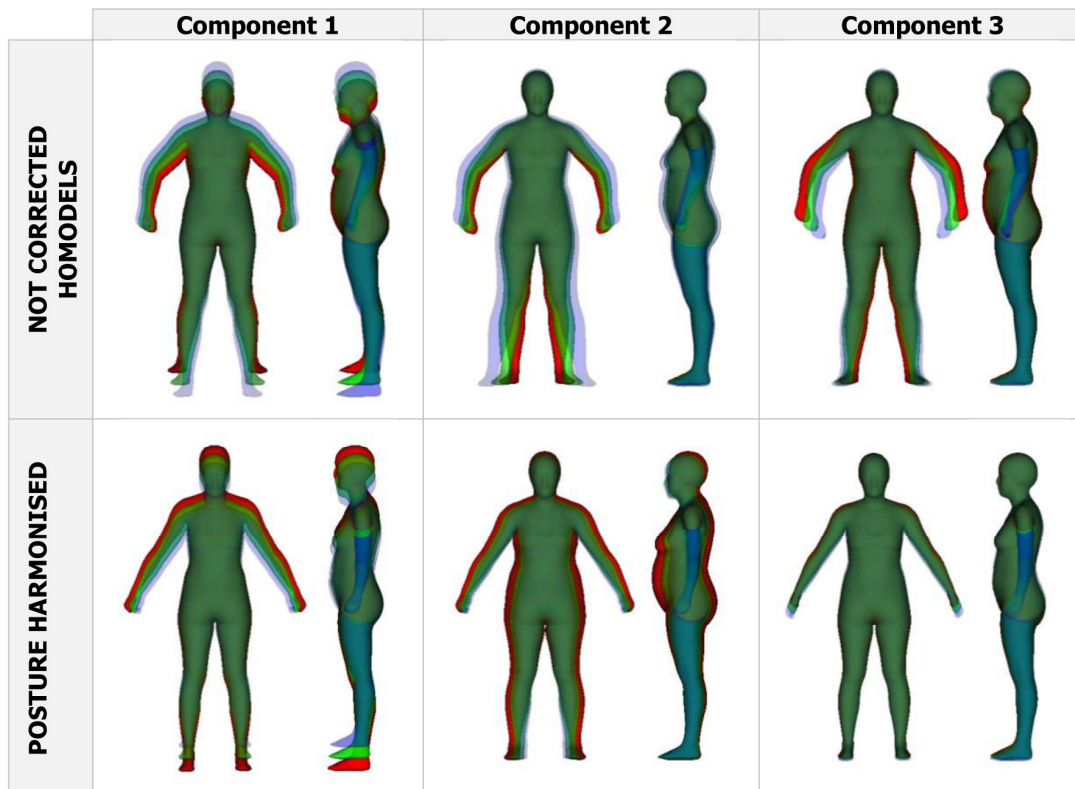 Component 1
Component 2
Component 3
NOT CORRECTED
HOMODELS
POSTURE HARMONISED